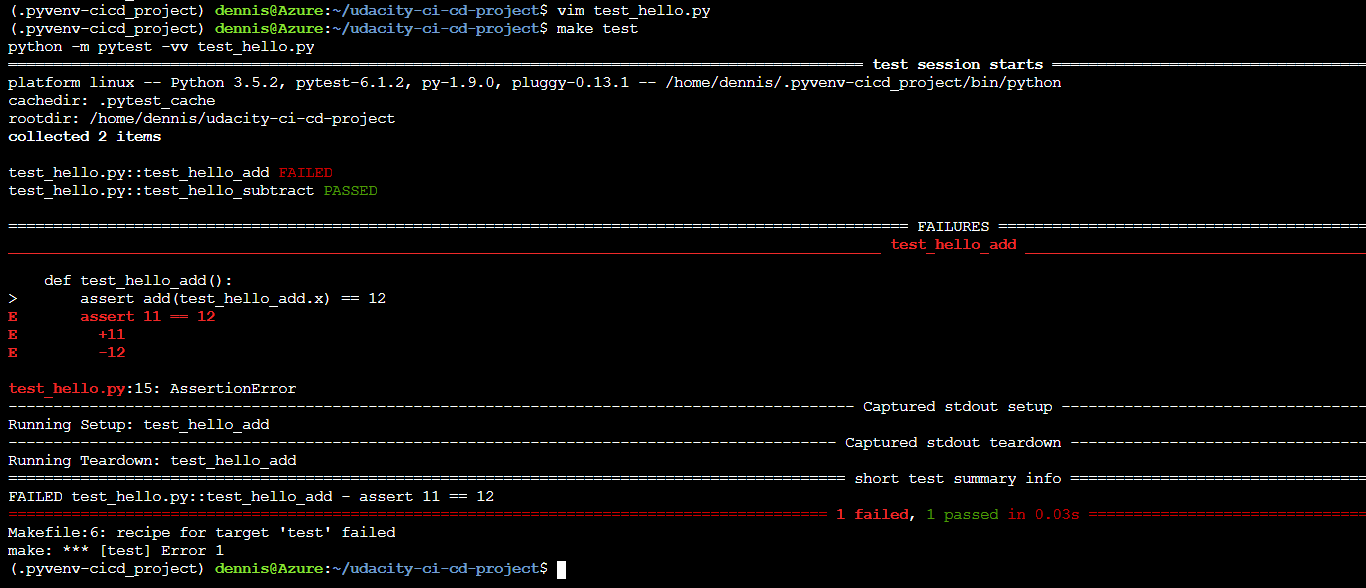 (.pyvenv-cicd_project) dennis@Azure:~/udacity-ci-cd-project$ vim test_hello.py
(.pyvenv-cicd_project) dennis@Azure:~/udacity-ci-cd-project$ make test
python -m pytest -vv test_hello.py
test session starts
platform linux -- Python 3.5.2, pytest-6.1.2, py-1.9.0, pluggy-0.13.1 -- /home/dennis/.pyvenv-cicd_project/bin/python
cachedir: .pytest_cache
rootdir: /home/dennis/udacity-ci-cd-project
collected 2 items
test_hello.py::test_hello_add FAILED
test_hello.py::test_hello_subtract PASSED
FAILURES
test_hello_add
def test_hello_add():
> assert add(test_hello_add.x) == 12
E assert 11 == 12
E +11
E -12
test_hello.py:15: AssertionError
Captured stdout setup
Running Setup: test_hello_add
Captured stdout teardown
Running Teardown: test_hello_add
short test summary info
FAILED test_hello.py::test_hello_add - assert 11 == 12
1 failed, 1 passed in 0.03s
Makefile:6: recipe for target 'test' failed
make: *** [test] Error 1
(.pyvenv-cicd_project) dennis@Azure:~/udacity-ci-cd-project$